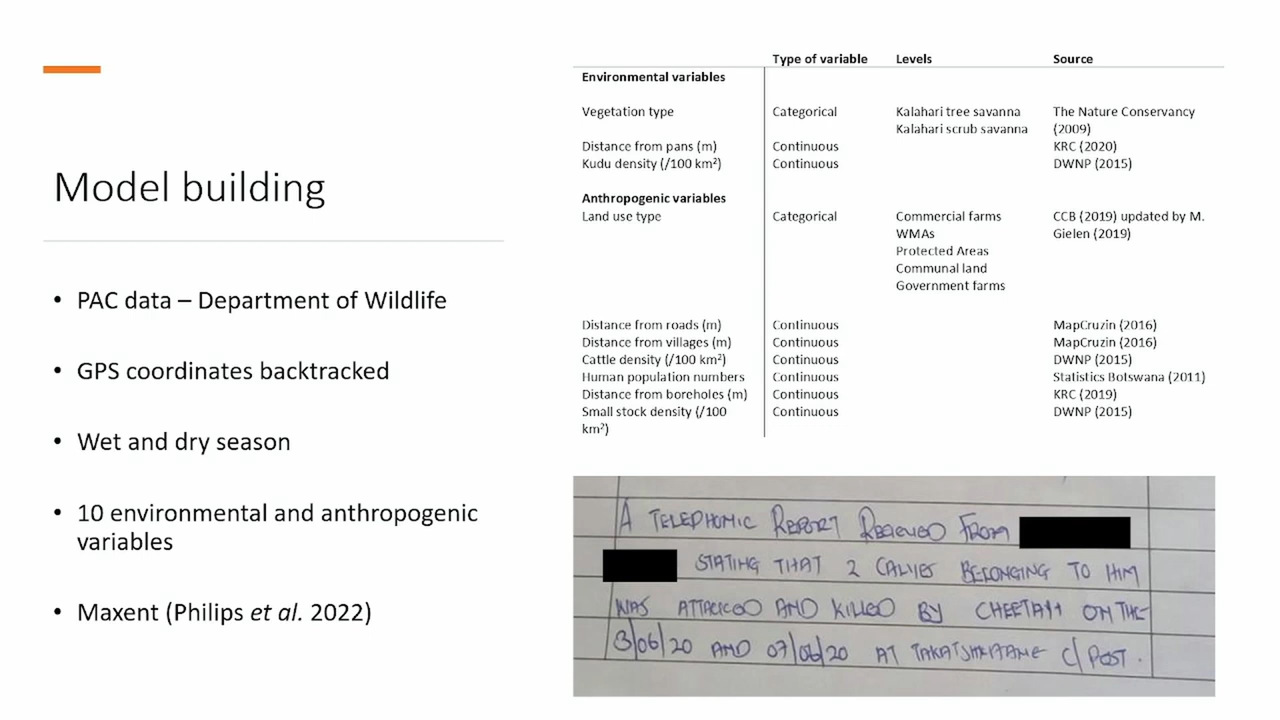 Model building
• PAC data – Department of Wildlife
• GPS coordinates backtracked
• Wet and dry season
• 10 environmental and anthropogenic
variables
• Maxent (Philips et al. 2022)
Type of variable Levels Source
Environmental variables
Vegetation type Categorical Kalahari tree savanna The Nature Conservancy
Kalahari scrub savanna (2009)
Distance from pans (m) Continuous KRC (2020)
Kudu density (/100 km²) Continuous DWNP (2015)
Anthropogenic variables
Land use type Categorical Commercial farms CCB (2019) updated by M.
WMAs Gielen (2019)
Protected Areas
Communal land
Government farms
Distance from roads (m) Continuous MapCruzin (2016)
Distance from villages (m) Continuous MapCruzin (2016)
Cattle density (/100 km²) Continuous DWNP (2015)
Human population numbers Continuous Statistics Botswana (2011)
Distance from boreholes (m) Continuous KRC (2019)
Small stock density (/100 Continuous DWNP (2015)
km²)
A TELEPHONIC REPORT RECEIVED FROM
STATING THAT 2 CALVES BELONGING TO HIM
WAS ATTACKED AND KILLED BY CHEETAH ON THE
3/06/20 AND 07/06/20 AT C/POST.